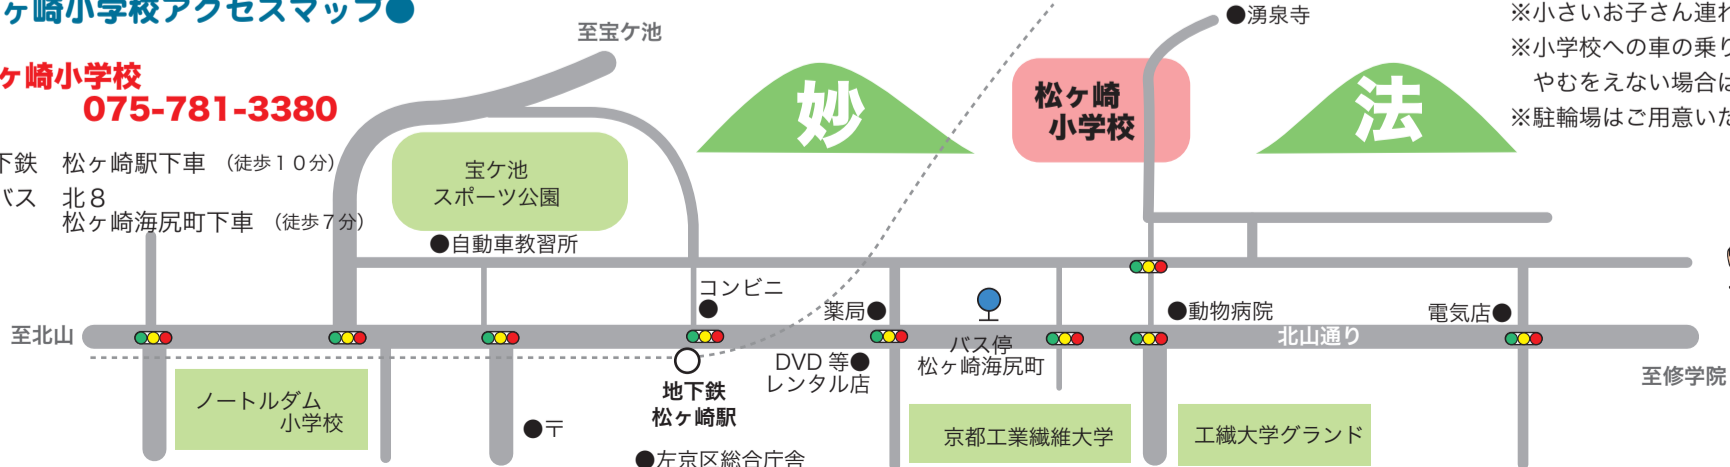 ヶ崎小学校アクセスマップ●
ヶ崎小学校
075-781-3380
下鉄 松ヶ崎駅下車 （徒歩１０分）
バス 北８
松ヶ崎海尻町下車 （徒歩７分）
至宝ケ池
●湧泉寺
※小さいお子さん連れ
※小学校への車の乗り
やむをえない場合は
※駐輪場はご用意いた
妙
松ヶ崎
小学校
法
宝ケ池
スポーツ公園
●自動車教習所
コンビニ
薬局●
●動物病院
電気店●
至北山
北山通り
バス停
松ヶ崎海尻町
DVD 等●
レンタル店
至修学院
地下鉄
松ヶ崎駅
ノートルダム
小学校
●〒
●左京区総合庁舎
京都工業繊維大学
工繊大学グランド